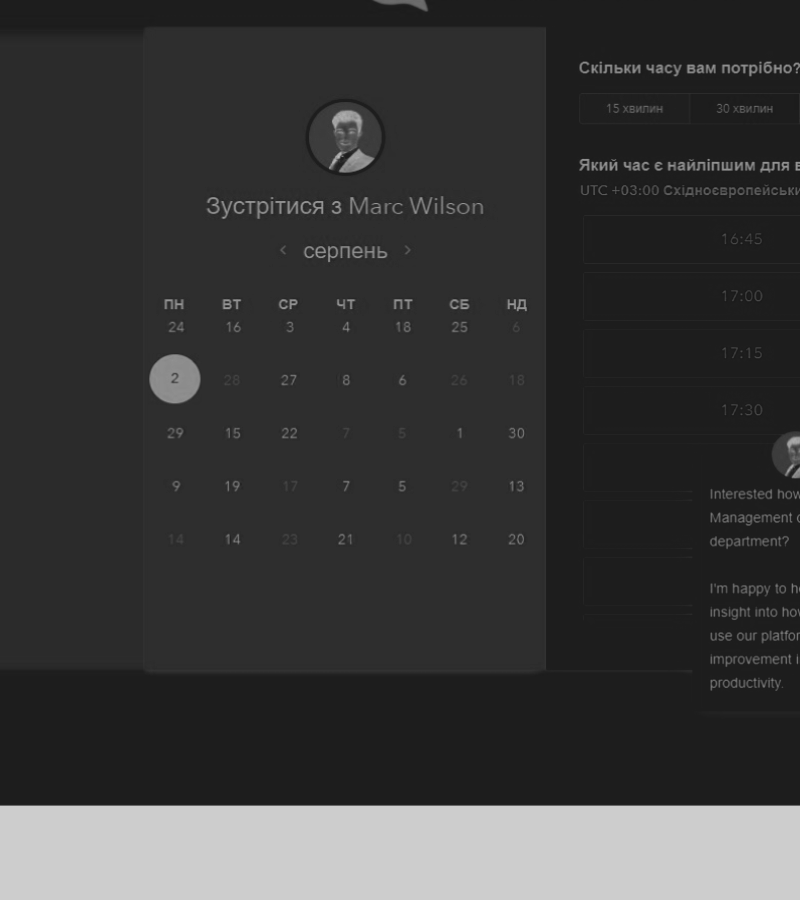 Зустрітися з Marc Wilson
серпень
ПН ВТ СР ЧТ ПТ СБ НД
24 16 3 4 18 25 6
2 28 27 8 6 26 18
29 15 22 7 5 1 30
9 19 17 7 5 29 13
14 14 23 21 10 12 20
Скільки часу вам потрібно?
15 хвилин 30 хвилин
Який час є найліпшим для
UTC +03:00
16:45
17:00
17:15
17:30
Interested how
Management
department?
I'm happy to
insight into
use our
improvement
productivity.